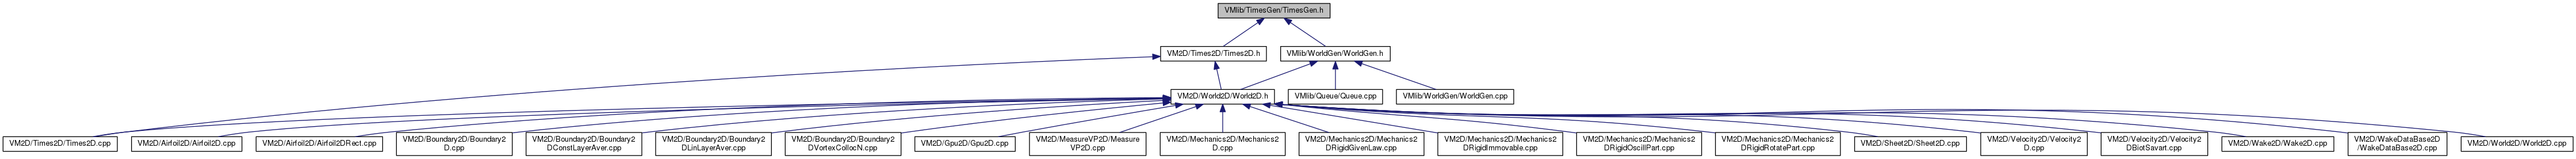 VMlib/TimesGen/TimesGen.h
VM2D/Times2D/Times2D.h
VMlib/WorldGen/WorldGen.h
VM2D/World2D/World2D.h
VMlib/Queue/Queue.cpp
VMlib/WorldGen/WorldGen.cpp
VM2D/Times2D/Times2D.cpp
VM2D/Airfoil2D/Airfoil2D.cpp
VM2D/Airfoil2D/Airfoil2DRect.cpp
VM2D/Boundary2D/Boundary2
D.cpp
VM2D/Boundary2D/Boundary2
DConstLayerAver.cpp
VM2D/Boundary2D/Boundary2
DLinLayerAver.cpp
VM2D/Boundary2D/Boundary2
DVortexCollocN.cpp
VM2D/Gpu2D/Gpu2D.cpp
VM2D/MeasureVP2D/Measure
VP2D.cpp
VM2D/Mechanics2D/Mechanics2
D.cpp
VM2D/Mechanics2D/Mechanics2
DRigidGivenLaw.cpp
VM2D/Mechanics2D/Mechanics2
DRigidImmovable.cpp
VM2D/Mechanics2D/Mechanics2
DRigidOscillPart.cpp
VM2D/Mechanics2D/Mechanics2
DRigidRotatePart.cpp
VM2D/Sheet2D/Sheet2D.cpp
VM2D/Velocity2D/Velocity2
D.cpp
VM2D/Velocity2D/Velocity2
DBiotSavart.cpp
VM2D/Wake2D/Wake2D.cpp
VM2D/WakeDataBase2D
/WakeDataBase2D.cpp
VM2D/World2D/World2D.cpp